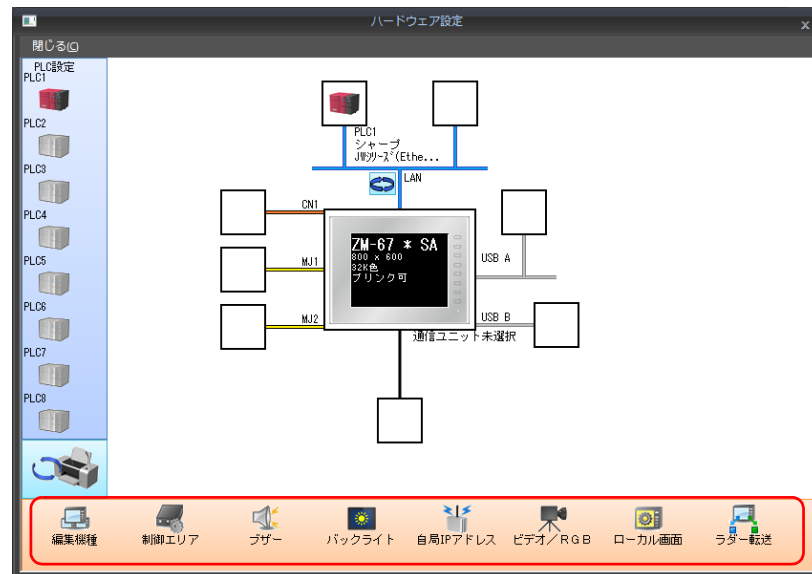 ハードウェア設定
x
閉じる(C)
PLC設定
PLC1
PLC2
PLC3
PLC4
PLC5
PLC6
PLC7
PLC8
PLC1
シャープ
JWｼﾘｰｽﾞ(Ethe...
LAN
CN1
MJ1
MJ2
ZM-67 * SA
800 x 600
32K色
ブリンク可
USB A
USB B
通信ユニット未選択
編集機種
制御エリア
ブザー
バックライト
自局IPアドレス
ビデオ／RGB
ローカル画面
ラダー転送